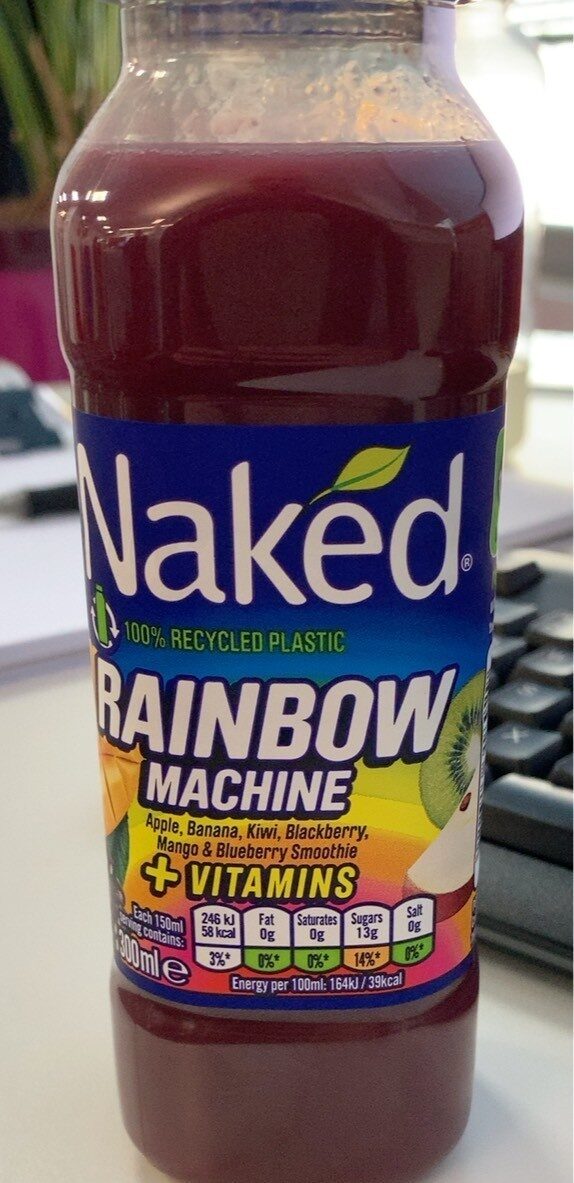 Naked®
100% RECYCLED PLASTIC
RAINBOW
MACHINE
Apple, Banana, Kiwi, Blackberry,
Mango & Blueberry Smoothie
+ VITAMINS
Each 150ml
serving contains:
246 kJ
58 kcal
3%*
Fat
0g
0%*
Saturates
0g
0%*
Sugars
13g
14%*
Salt
0g
0%*
300ml e
Energy per 100ml: 164kJ / 39kcal